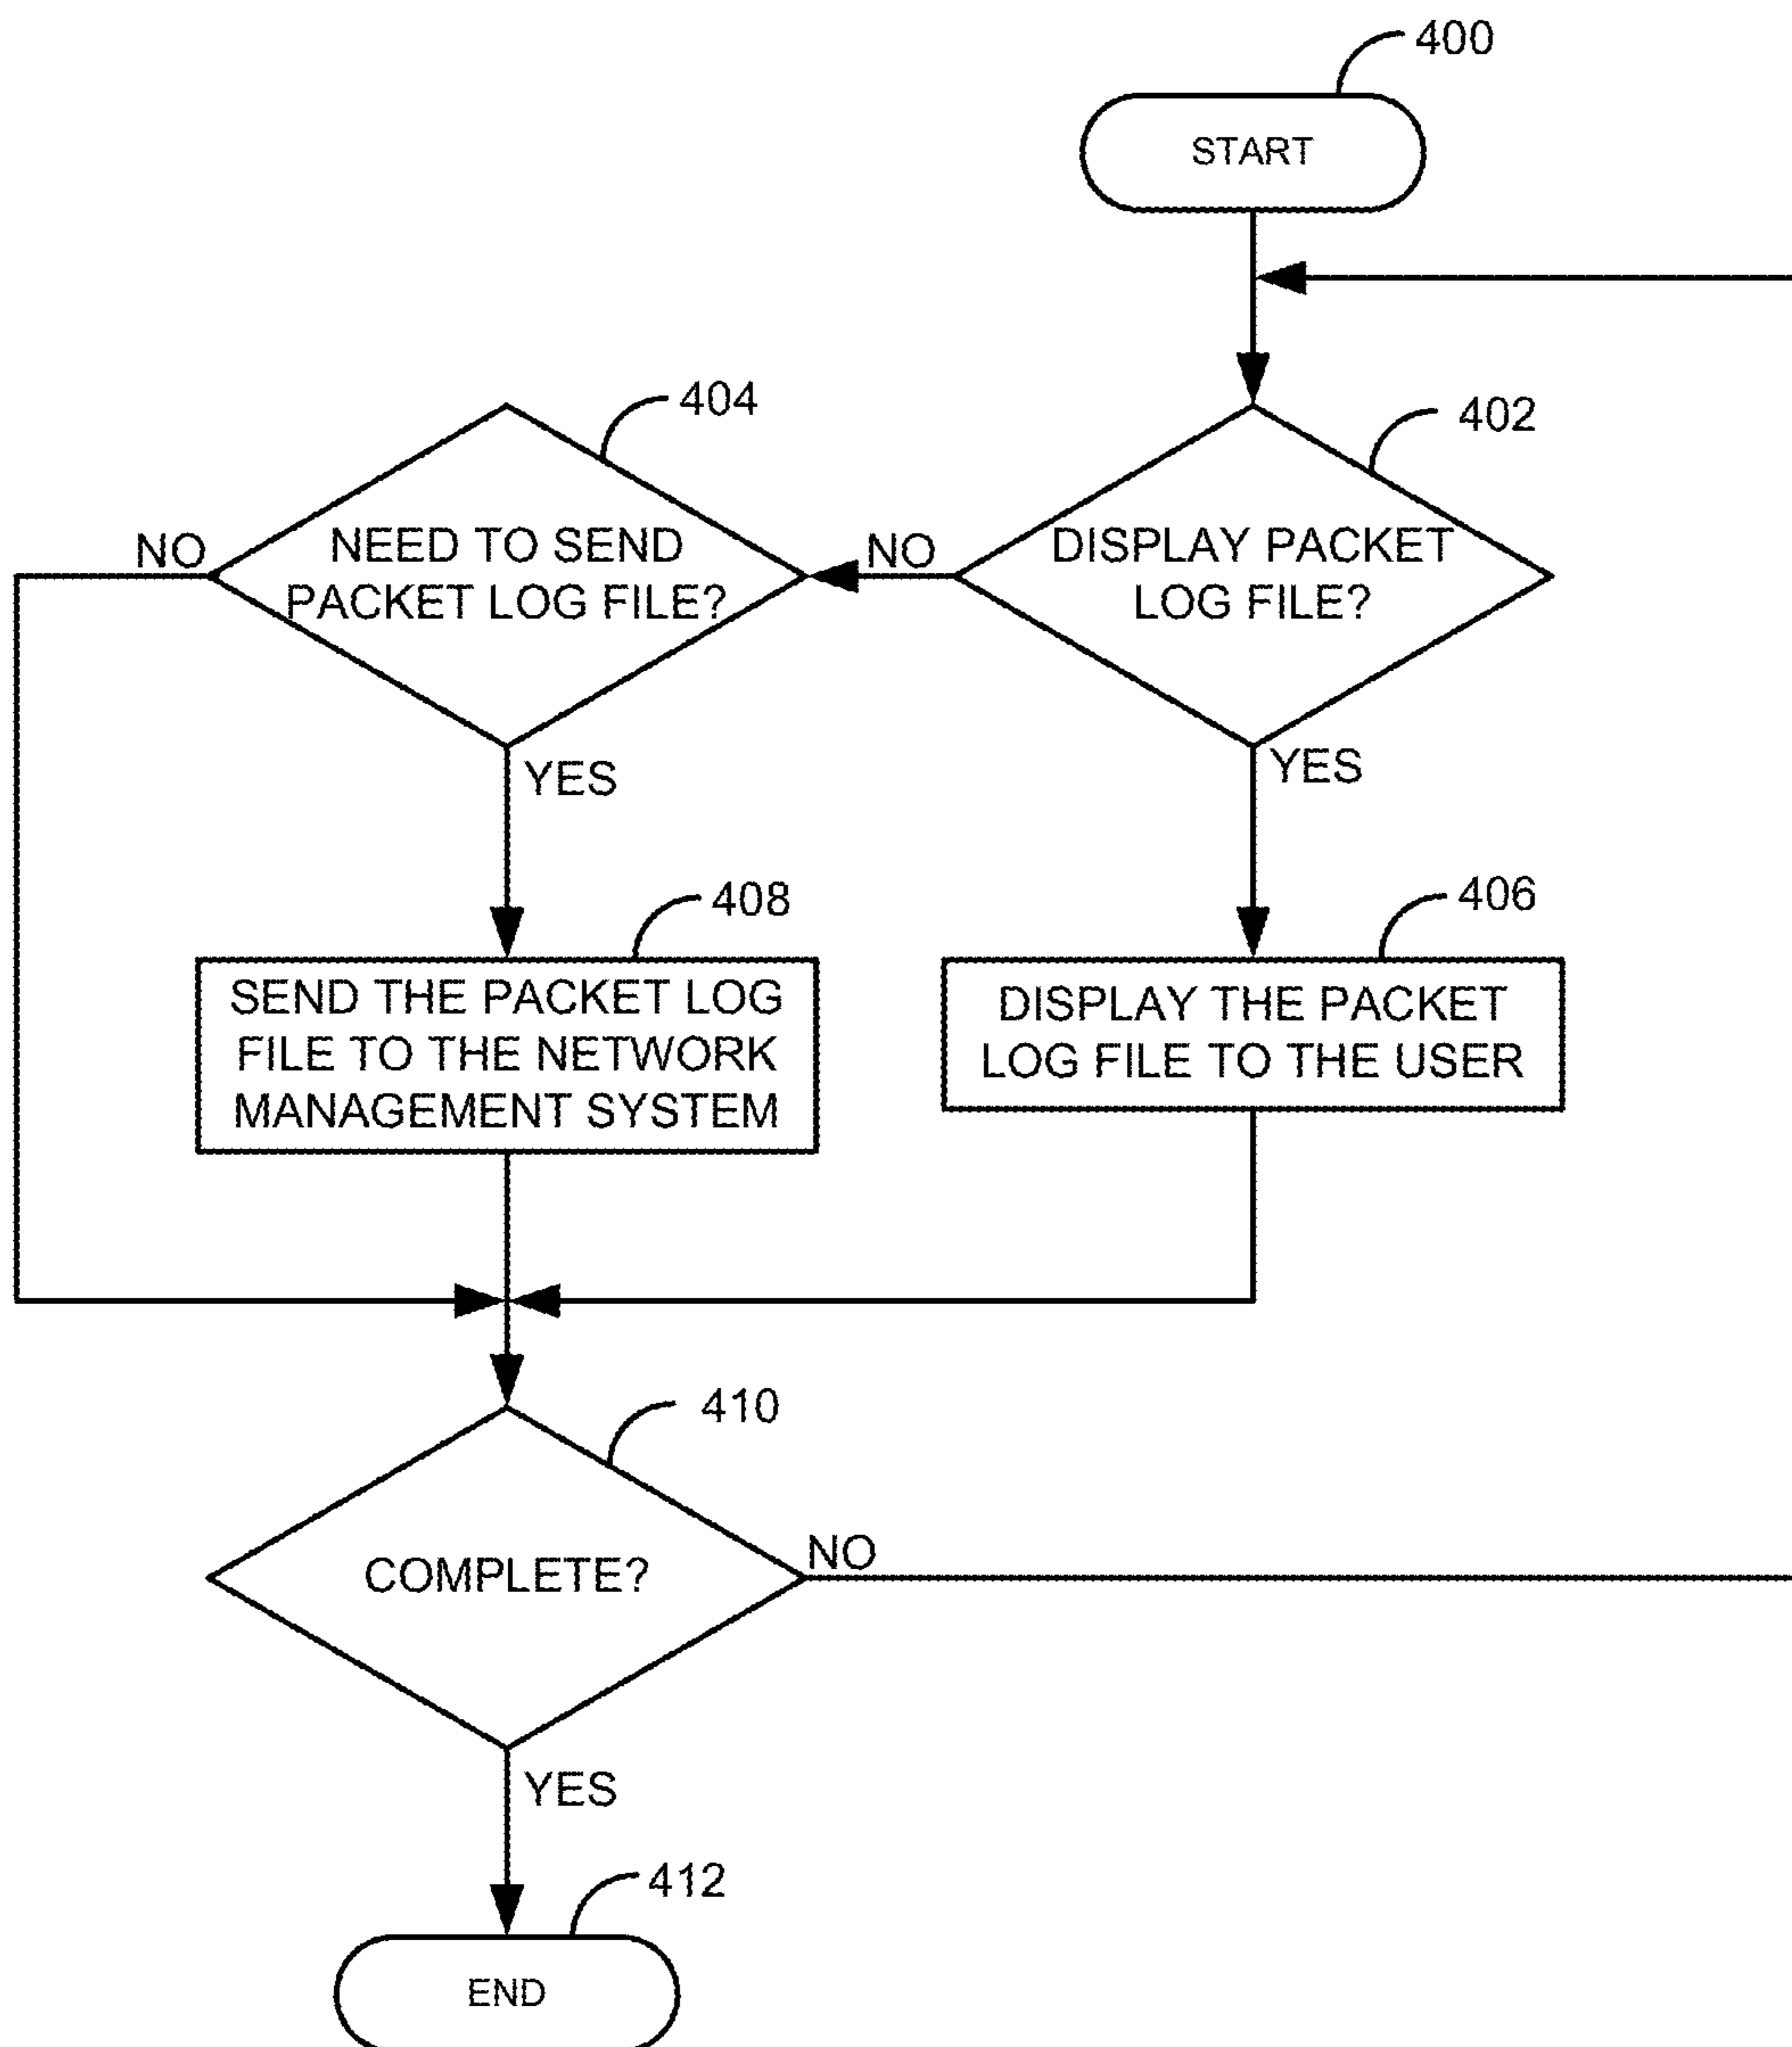 400
START
404
402
NO
NEED TO SEND
PACKET LOG FILE?
NO
DISPLAY PACKET
LOG FILE?
YES
YES
408
406
SEND THE PACKET LOG
FILE TO THE NETWORK
MANAGEMENT SYSTEM
DISPLAY THE PACKET
LOG FILE TO THE USER
410
COMPLETE?
NO
YES
412
END